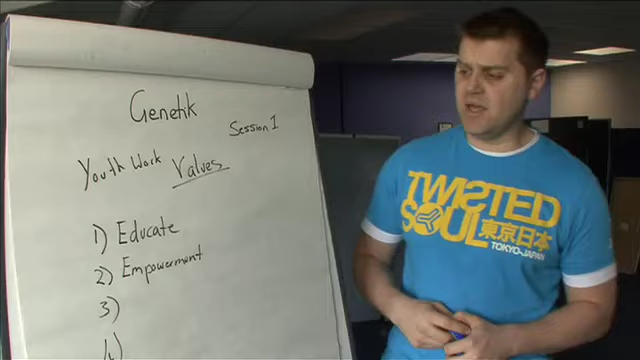 Genetik
Session 1
Youth Work Values
1) Educate
2) Empowerment
3)
4)
TWISTED
SOUL 東京日本
TOKYO-JAPAN